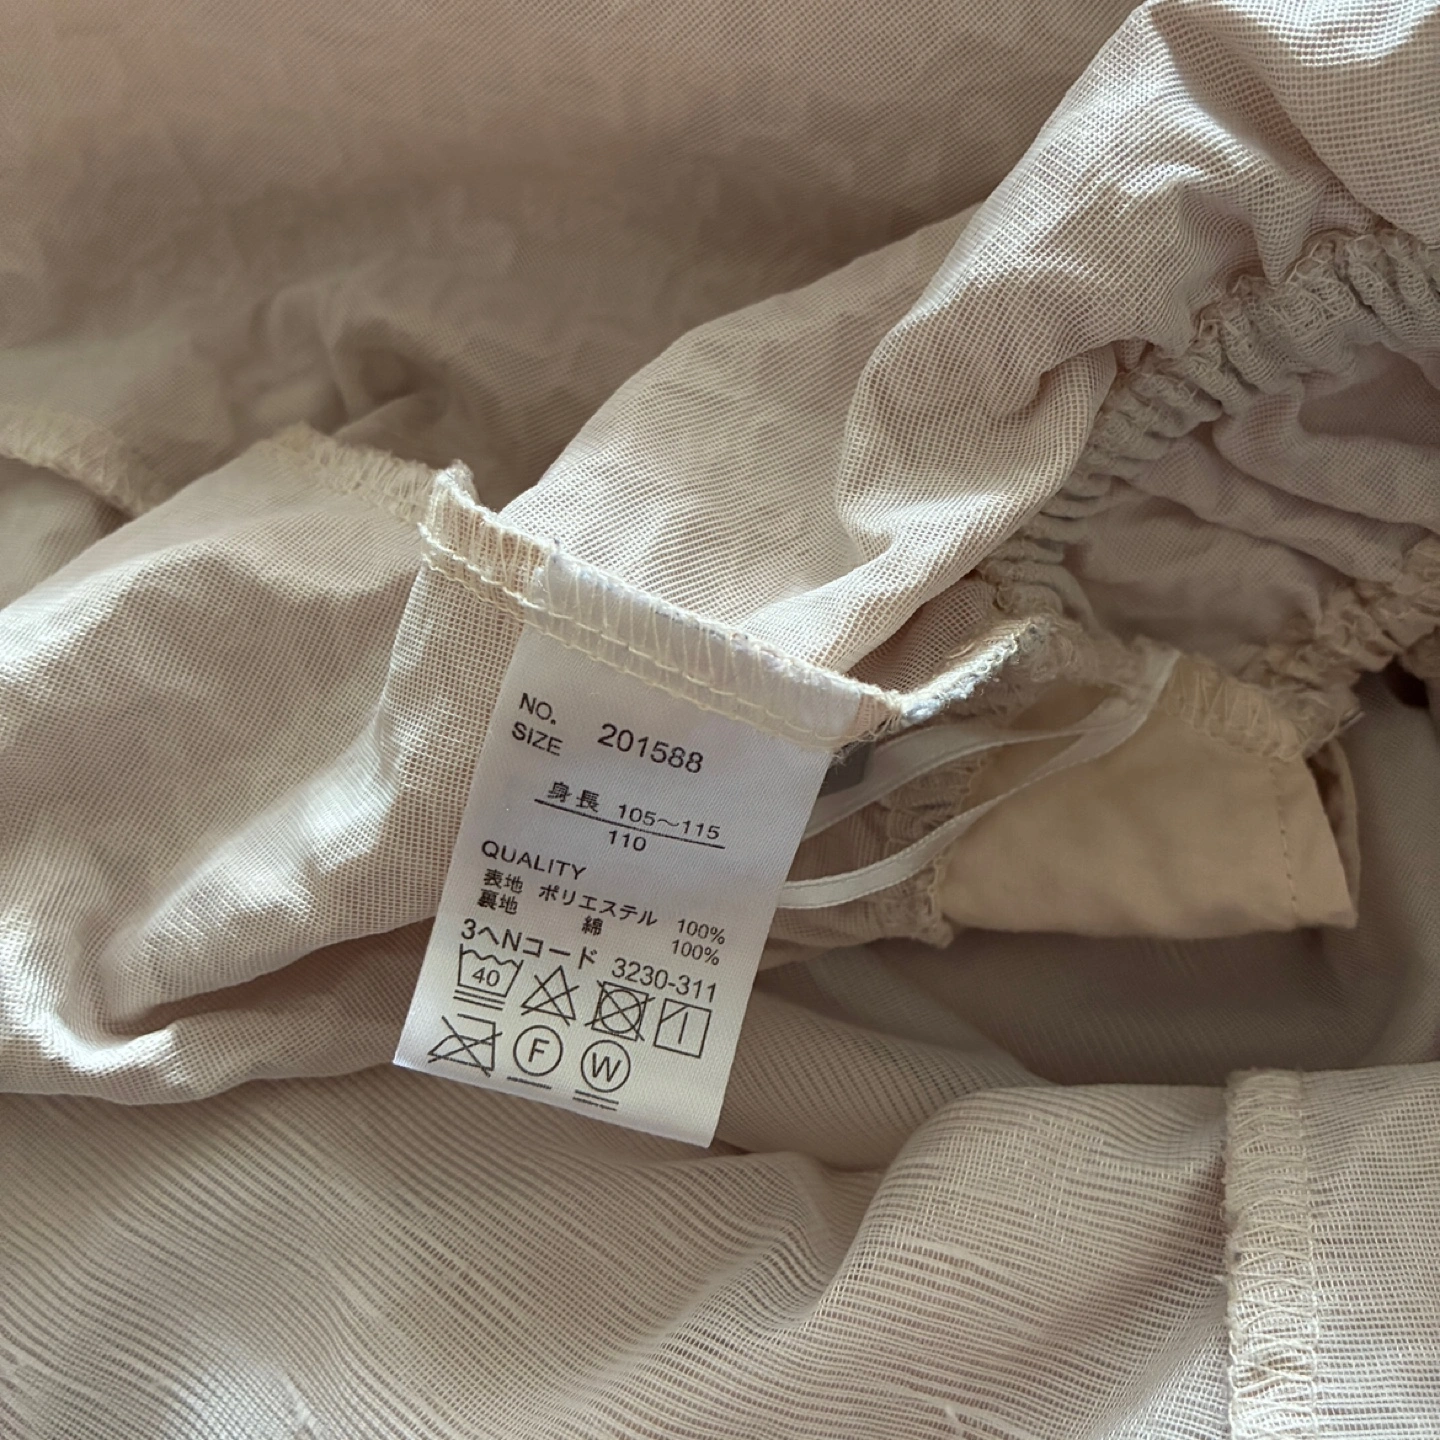 NO. 201588
SIZE
身長 105～115
110
QUALITY
表地 ポリエステル 100%
裏地 綿 100%
3ヘNコード 3230-311
40
F W